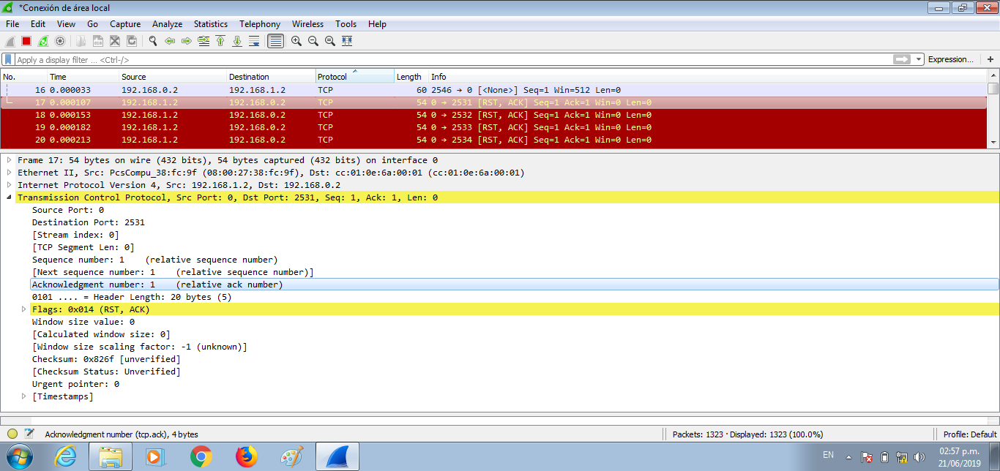 *Conexión de área local
File Edit View Go Capture Analyze Statistics Telephony Wireless Tools Help
Apply a display filter ... <Ctrl-/> Expression... +
No. Time Source Destination Protocol Length Info
16 0.000033 192.168.0.2 192.168.1.2 TCP 60 2546 → 0 [<None>] Seq=1 Win=512 Len=0
17 0.000107 192.168.1.2 192.168.0.2 TCP 54 0 → 2531 [RST, ACK] Seq=1 Ack=1 Win=0 Len=0
18 0.000153 192.168.1.2 192.168.0.2 TCP 54 0 → 2532 [RST, ACK] Seq=1 Ack=1 Win=0 Len=0
19 0.000182 192.168.1.2 192.168.0.2 TCP 54 0 → 2533 [RST, ACK] Seq=1 Ack=1 Win=0 Len=0
20 0.000213 192.168.1.2 192.168.0.2 TCP 54 0 → 2534 [RST, ACK] Seq=1 Ack=1 Win=0 Len=0
Frame 17: 54 bytes on wire (432 bits), 54 bytes captured (432 bits) on interface 0
Ethernet II, Src: PcsCompu_38:fc:9f (08:00:27:38:fc:9f), Dst: cc:01:0e:6a:00:01 (cc:01:0e:6a:00:01)
Internet Protocol Version 4, Src: 192.168.1.2, Dst: 192.168.0.2
Transmission Control Protocol, Src Port: 0, Dst Port: 2531, Seq: 1, Ack: 1, Len: 0
Source Port: 0
Destination Port: 2531
[Stream index: 0]
[TCP Segment Len: 0]
Sequence number: 1 (relative sequence number)
[Next sequence number: 1 (relative sequence number)]
Acknowledgment number: 1 (relative ack number)
0101 .... = Header Length: 20 bytes (5)
Flags: 0x014 (RST, ACK)
Window size value: 0
[Calculated window size: 0]
[Window size scaling factor: -1 (unknown)]
Checksum: 0x826f [unverified]
[Checksum Status: Unverified]
Urgent pointer: 0
[Timestamps]
Acknowledgment number (tcp.ack), 4 bytes Packets: 1323 · Displayed: 1323 (100.0%) Profile: Default
EN 02:57 p.m.
21/06/2019